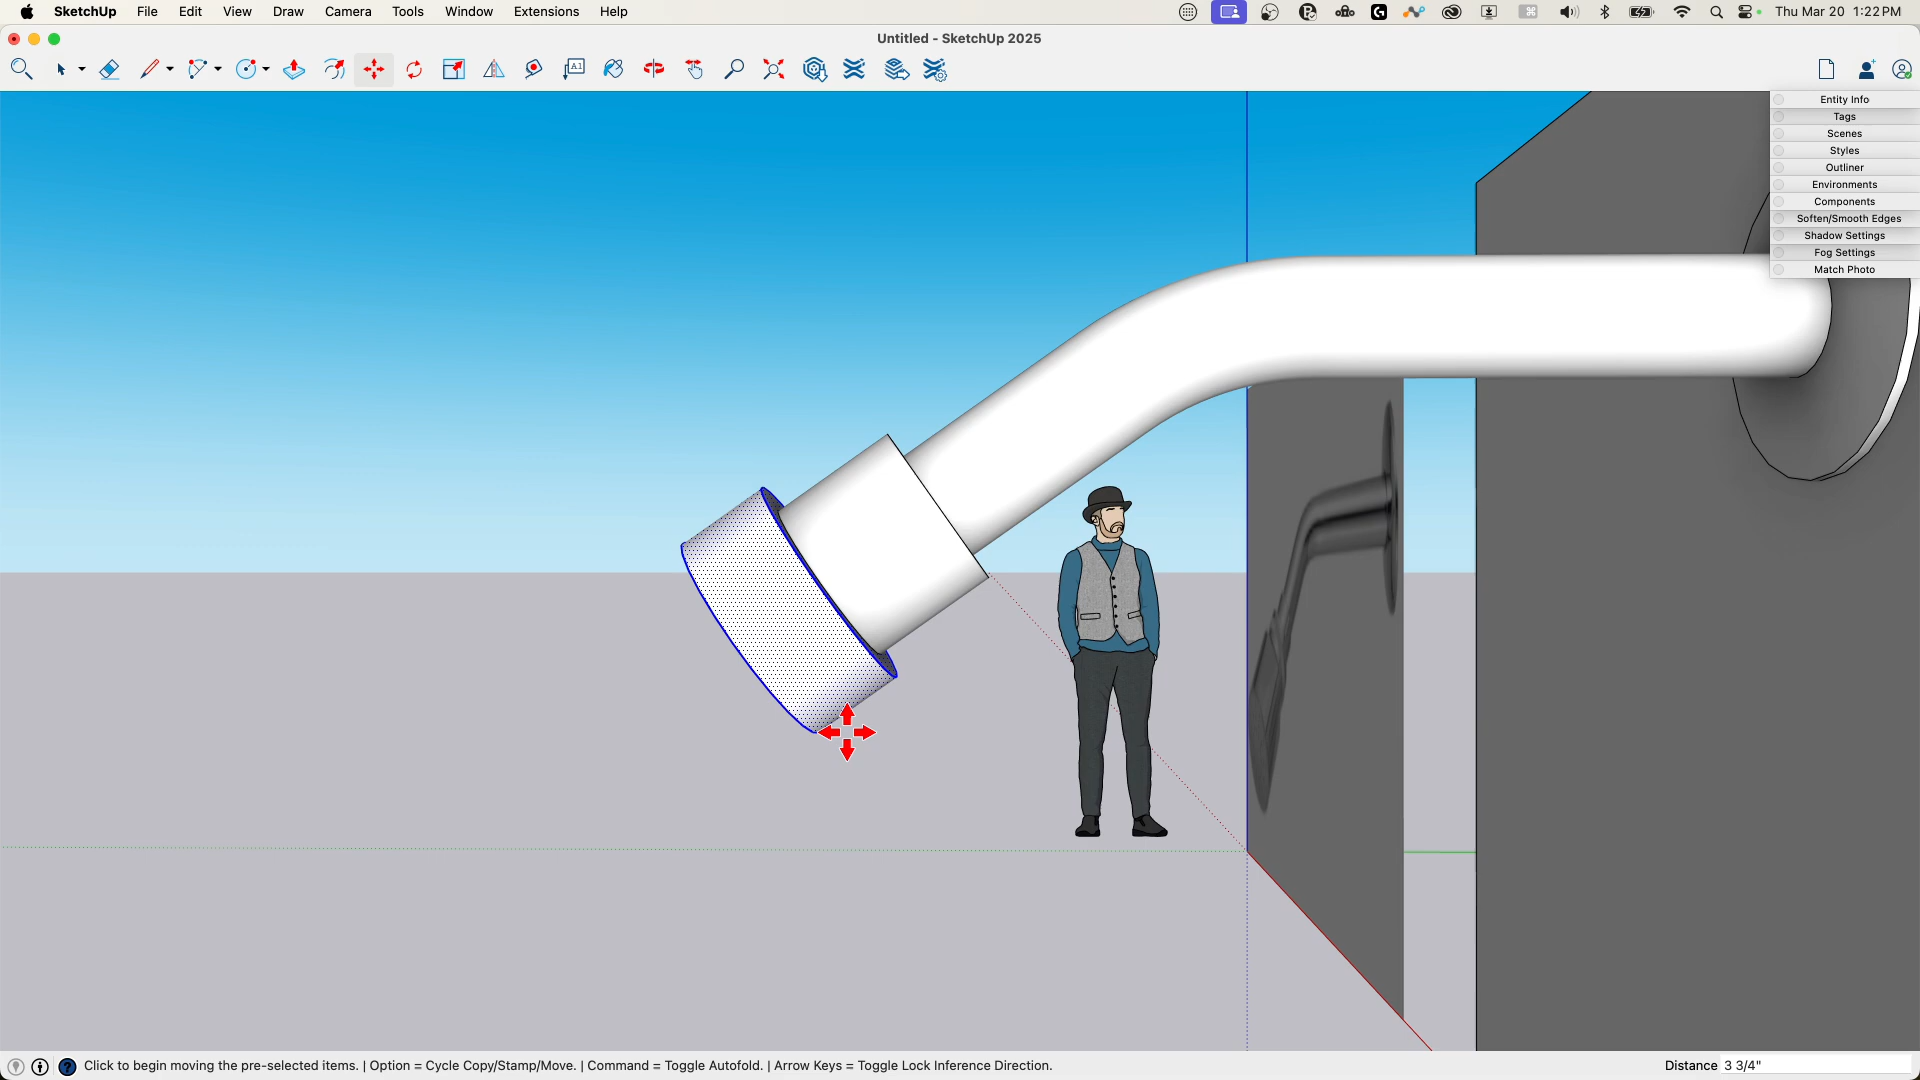 SketchUp File Edit View Draw Camera Tools Window Extensions Help Thu Mar 20 1:22 PM
Untitled - SketchUp 2025
A1
Entity Info
Tags
Scenes
Styles
Outliner
Environments
Components
Soften/Smooth Edges
Shadow Settings
Fog Settings
Match Photo
Click to begin moving the pre-selected items. | Option = Cycle Copy/Stamp/Move. | Command = Toggle Autofold. | Arrow Keys = Toggle Lock Inference Direction. Distance 3 3/4"